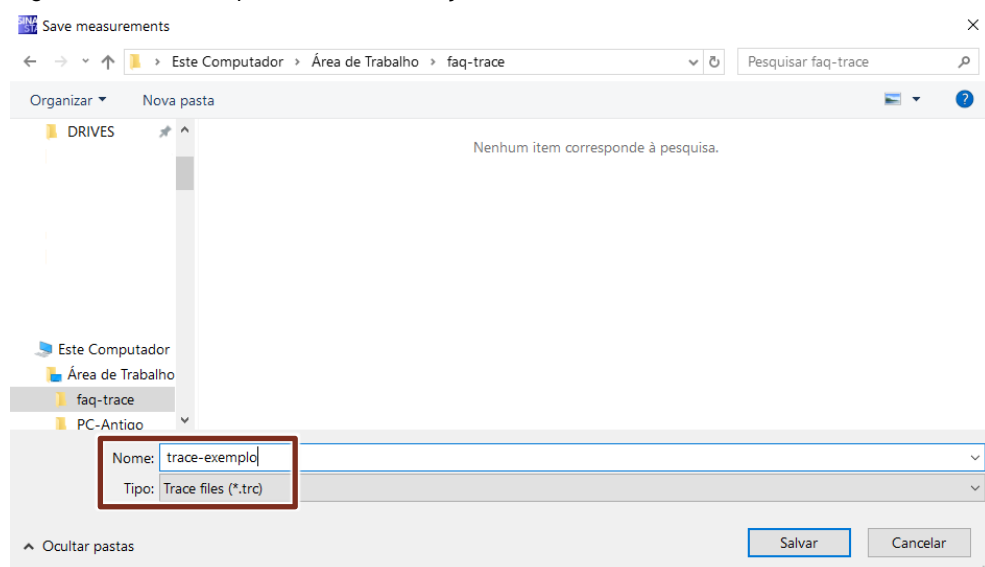 Save measurements
Este Computador › Área de Trabalho › faq-trace
Pesquisar faq-trace
Organizar
Nova pasta
DRIVES
Nenhum item corresponde à pesquisa.
Este Computador
Área de Trabalho
faq-trace
PC-Antigo
Nome: trace-exemplo
Tipo: Trace files (*.trc)
Ocultar pastas
Salvar
Cancelar